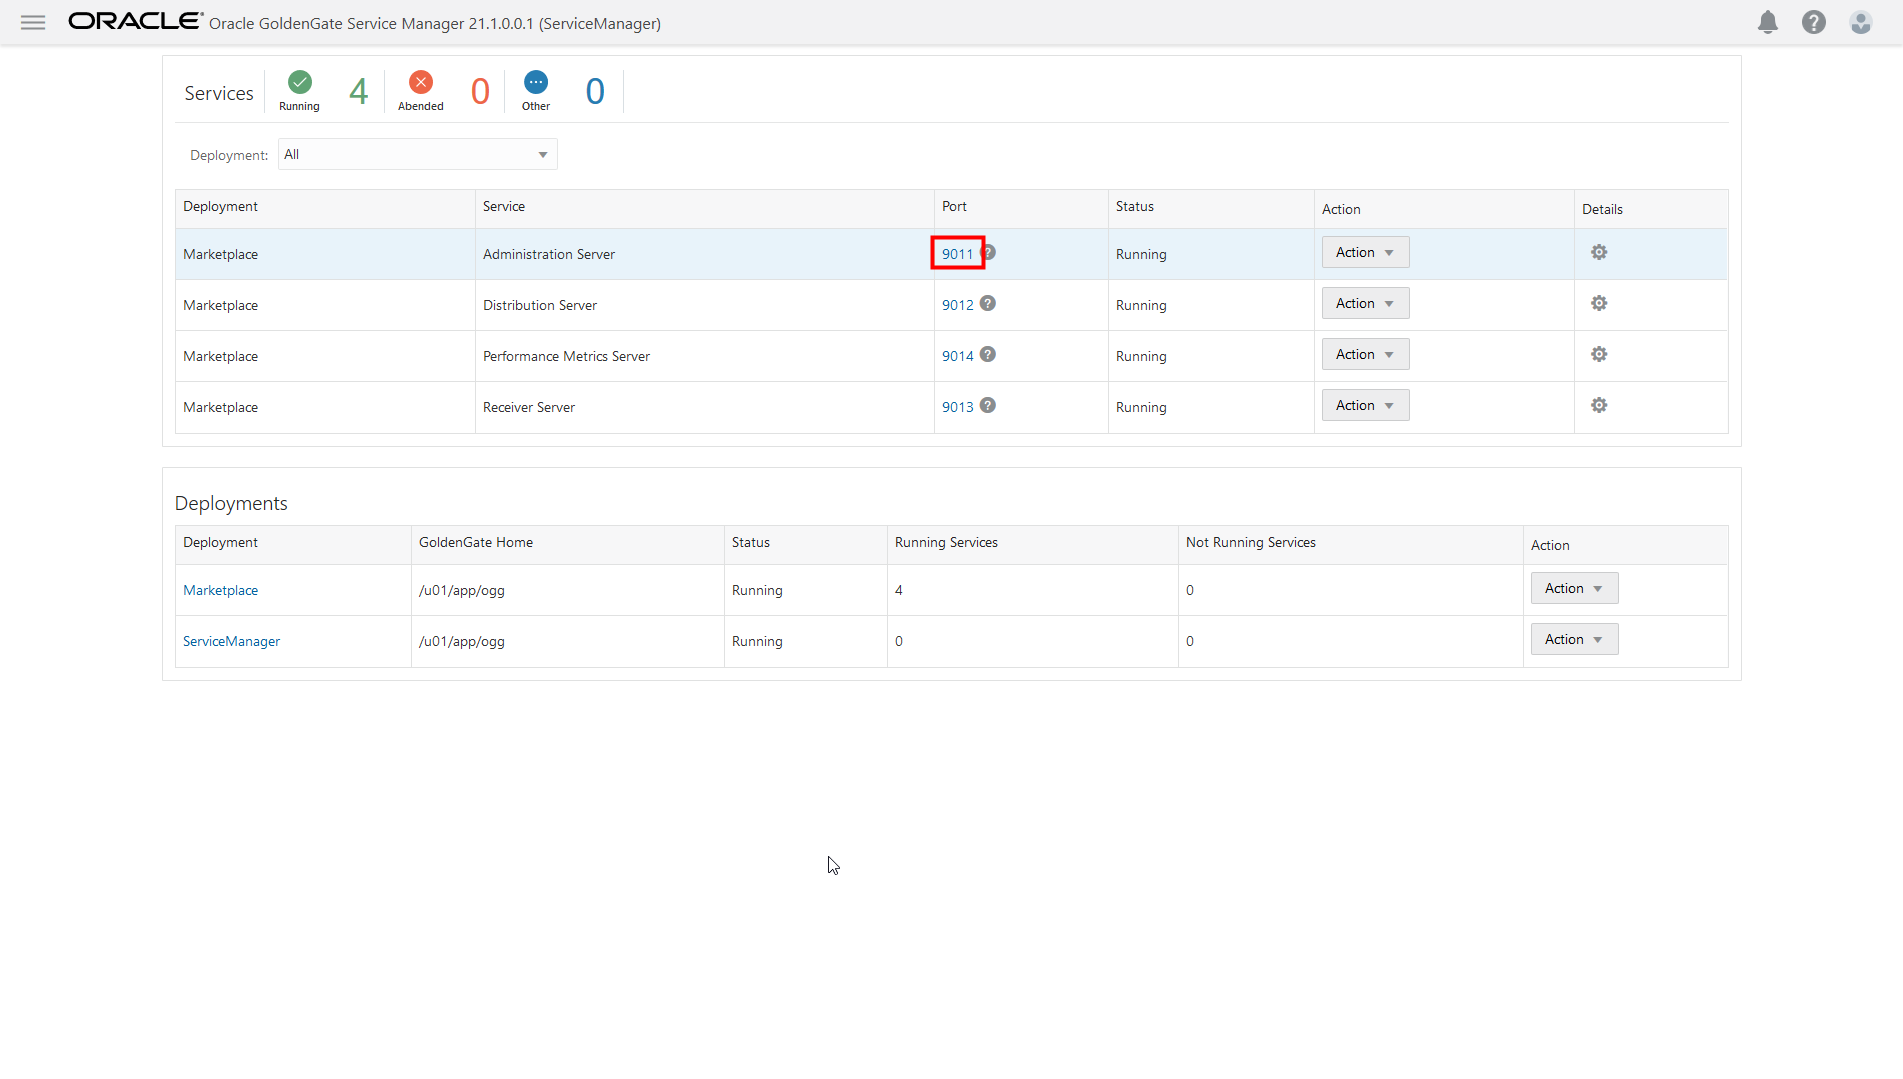 ORACLE® Oracle GoldenGate Service Manager 21.1.0.0.1 (ServiceManager)
Services Running 4 Abended 0 Other 0
Deployment: All
Deployment Service Port Status Action Details
Marketplace Administration Server 9011 Running Action
Marketplace Distribution Server 9012 Running Action
Marketplace Performance Metrics Server 9014 Running Action
Marketplace Receiver Server 9013 Running Action
Deployments
Deployment GoldenGate Home Status Running Services Not Running Services Action
Marketplace /u01/app/ogg Running 4 0 Action
ServiceManager /u01/app/ogg Running 0 0 Action